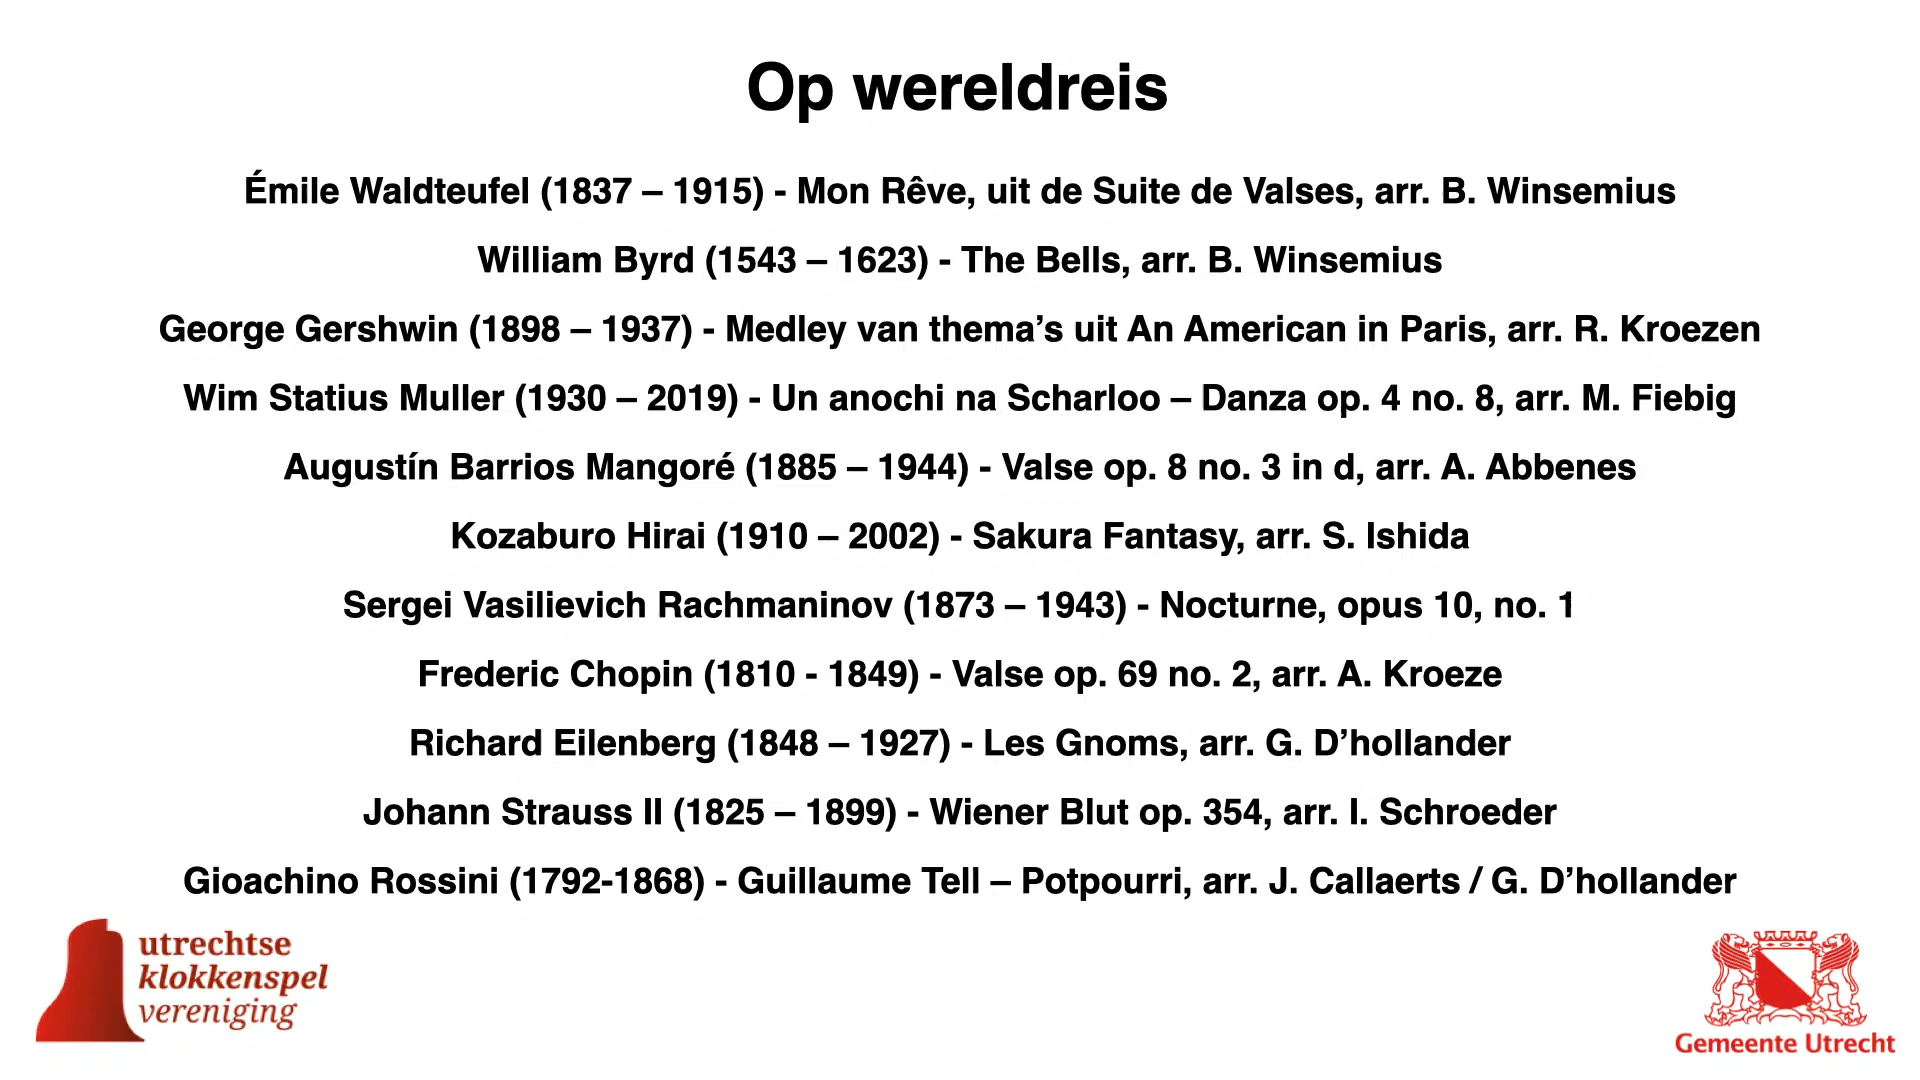 Op wereldreis
Émile Waldteufel (1837 – 1915) - Mon Rêve, uit de Suite de Valses, arr. B. Winsemius
William Byrd (1543 – 1623) - The Bells, arr. B. Winsemius
George Gershwin (1898 – 1937) - Medley van thema’s uit An American in Paris, arr. R. Kroezen
Wim Statius Muller (1930 – 2019) - Un anochi na Scharloo – Danza op. 4 no. 8, arr. M. Fiebig
Augustín Barrios Mangoré (1885 – 1944) - Valse op. 8 no. 3 in d, arr. A. Abbenes
Kozaburo Hirai (1910 – 2002) - Sakura Fantasy, arr. S. Ishida
Sergei Vasilievich Rachmaninov (1873 – 1943) - Nocturne, opus 10, no. 1
Frederic Chopin (1810 - 1849) - Valse op. 69 no. 2, arr. A. Kroeze
Richard Eilenberg (1848 – 1927) - Les Gnoms, arr. G. D’hollander
Johann Strauss II (1825 – 1899) - Wiener Blut op. 354, arr. I. Schroeder
Gioachino Rossini (1792-1868) - Guillaume Tell – Potpourri, arr. J. Callaerts / G. D’hollander
utrechtse
klokkenspel
vereniging
Gemeente Utrecht